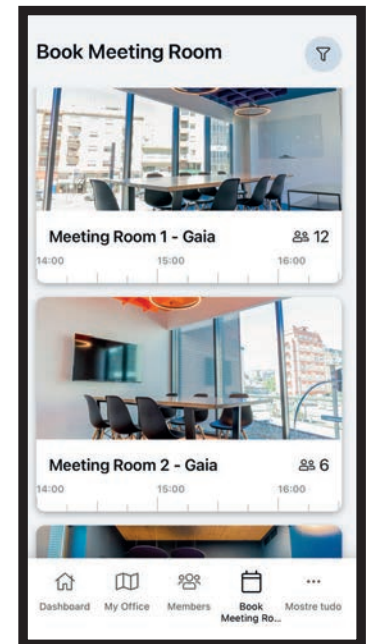 Book Meeting Room
Meeting Room 1 - Gaia 12
14:00 15:00 16:00
Meeting Room 2 - Gaia 6
14:00 15:00 16:00
Dashboard My Office Members Book Meeting Ro... Mostre tudo